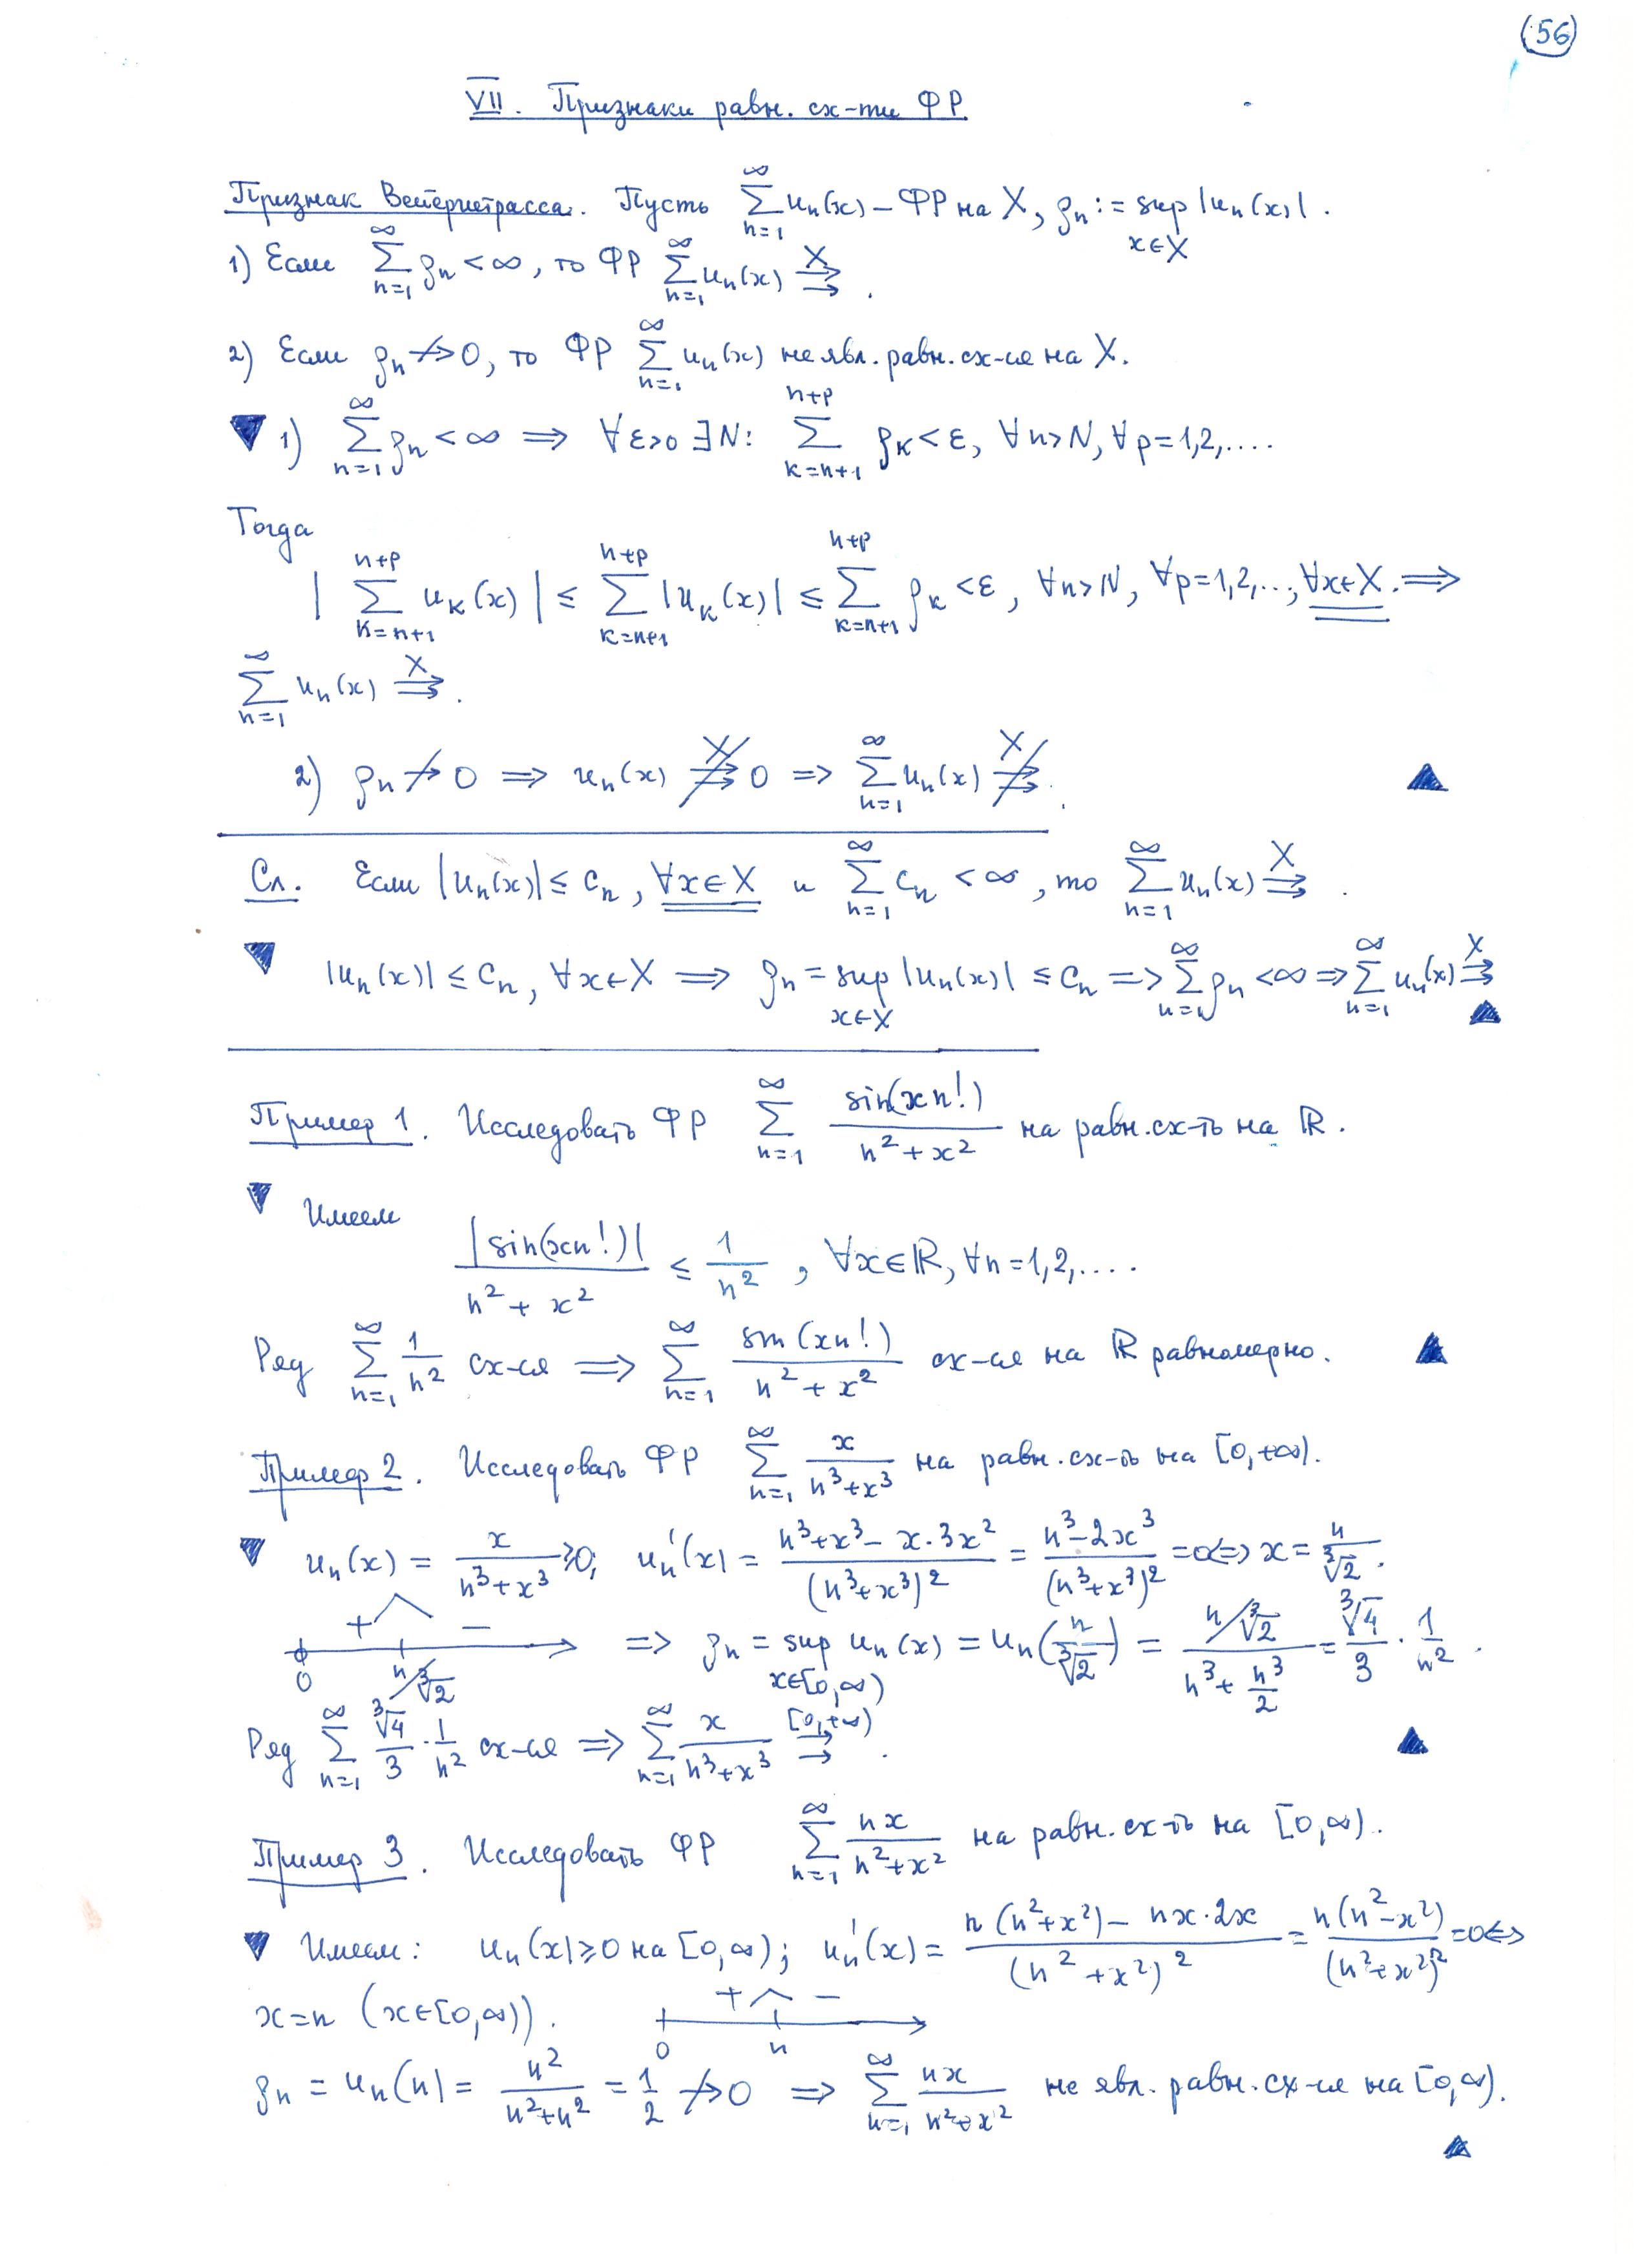 56
VII. Признаки равн. сх-ти ФР.
Признак Вейерштрасса. Пусть $\sum_{n=1}^{\infty} u_n(x)$ – ФР на X, $\rho_n := \sup_{x \in X} |u_n(x)|$.
1) Если $\sum_{n=1}^{\infty} \rho_n < \infty$, то ФР $\sum_{n=1}^{\infty} u_n(x) \overset{X}{\rightrightarrows}$.
2) Если $\rho_n \not\to 0$, то ФР $\sum_{n=1}^{\infty} u_n(x)$ не явл. равн. сх-ся на X.
▼ 1) $\sum_{n=1}^{\infty} \rho_n < \infty \Rightarrow \forall \varepsilon > 0 \; \exists N: \sum_{k=n+1}^{n+p} \rho_k < \varepsilon, \forall n > N, \forall p = 1,2,....$
Тогда
$|\sum_{k=n+1}^{n+p} u_k(x)| \le \sum_{k=n+1}^{n+p} |u_k(x)| \le \sum_{k=n+1}^{n+p} \rho_k < \varepsilon, \forall n > N, \forall p = 1,2,..., \forall x \in X. \Rightarrow$
$\sum_{n=1}^{\infty} u_n(x) \overset{X}{\rightrightarrows}$.
2) $\rho_n \not\to 0 \Rightarrow u_n(x) \overset{X}{\not\rightrightarrows} 0 \Rightarrow \sum_{n=1}^{\infty} u_n(x) \overset{X}{\not\rightrightarrows}$. ▲
Сл. Если $|u_n(x)| \le c_n, \forall x \in X$ и $\sum_{n=1}^{\infty} c_n < \infty$, то $\sum_{n=1}^{\infty} u_n(x) \overset{X}{\rightrightarrows}$.
▼ $|u_n(x)| \le c_n, \forall x \in X \Rightarrow \rho_n = \sup_{x \in X} |u_n(x)| \le c_n \Rightarrow \sum_{n=1}^{\infty} \rho_n < \infty \Rightarrow \sum_{n=1}^{\infty} u_n(x) \overset{X}{\rightrightarrows}$ ▲
Пример 1. Исследовать ФР $\sum_{n=1}^{\infty} \frac{\sin(xn!)}{n^2+x^2}$ на равн. сх-ть на $\mathbb{R}$.
▼ Имеем
$\frac{|\sin(xn!)|}{n^2+x^2} \le \frac{1}{n^2}, \forall x \in \mathbb{R}, \forall n = 1,2,....$
Ряд $\sum_{n=1}^{\infty} \frac{1}{n^2}$ сх-ся $\Rightarrow \sum_{n=1}^{\infty} \frac{\sin(xn!)}{n^2+x^2}$ сх-ся на $\mathbb{R}$ равномерно. ▲
Пример 2. Исследовать ФР $\sum_{n=1}^{\infty} \frac{x}{n^3+x^3}$ на равн. сх-ть на $[0,+\infty)$.
▼ $u_n(x) = \frac{x}{n^3+x^3} \ge 0; \; u_n'(x) = \frac{n^3+x^3-x \cdot 3x^2}{(n^3+x^3)^2} = \frac{n^3-2x^3}{(n^3+x^3)^2} = 0 \Leftrightarrow x = \frac{n}{\sqrt[3]{2}}$.
+ − 0 $n/\sqrt[3]{2}$ $\Rightarrow \rho_n = \sup_{x \in [0,\infty)} u_n(x) = u_n(\frac{n}{\sqrt[3]{2}}) = \frac{n/\sqrt[3]{2}}{n^3+\frac{n^3}{2}} = \frac{\sqrt[3]{4}}{3} \cdot \frac{1}{n^2}$.
Ряд $\sum_{n=1}^{\infty} \frac{\sqrt[3]{4}}{3} \cdot \frac{1}{n^2}$ сх-ся $\Rightarrow \sum_{n=1}^{\infty} \frac{x}{n^3+x^3} \overset{[0,+\infty)}{\rightrightarrows}$. ▲
Пример 3. Исследовать ФР $\sum_{n=1}^{\infty} \frac{nx}{n^2+x^2}$ на равн. сх-ть на $[0,\infty)$.
▼ Имеем: $u_n(x) \ge 0$ на $[0,\infty)$; $u_n'(x) = \frac{n(n^2+x^2)-nx \cdot 2x}{(n^2+x^2)^2} = \frac{n(n^2-x^2)}{(n^2+x^2)^2} = 0 \Leftrightarrow$
$x = n \; (x \in [0,\infty))$. + − 0 n
$\rho_n = u_n(n) = \frac{n^2}{n^2+n^2} = \frac{1}{2} \not\to 0 \Rightarrow \sum_{n=1}^{\infty} \frac{nx}{n^2+x^2}$ не явл. равн. сх-ся на $[0,\infty)$. ▲